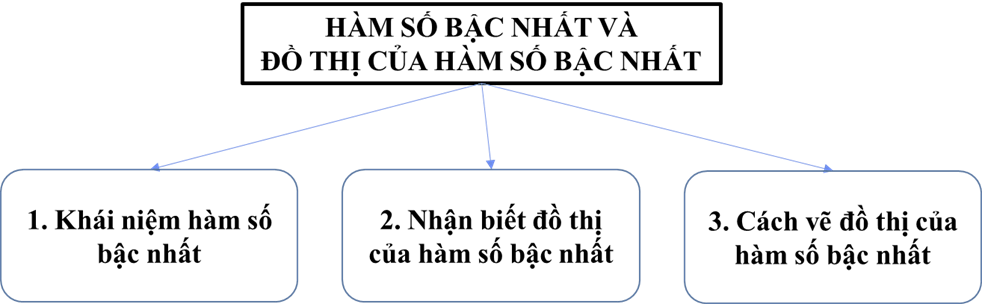 HÀM SỐ BẬC NHẤT VÀ
ĐỒ THỊ CỦA HÀM SỐ BẬC NHẤT
1. Khái niệm hàm số
bậc nhất
2. Nhận biết đồ thị
của hàm số bậc nhất
3. Cách vẽ đồ thị của
hàm số bậc nhất